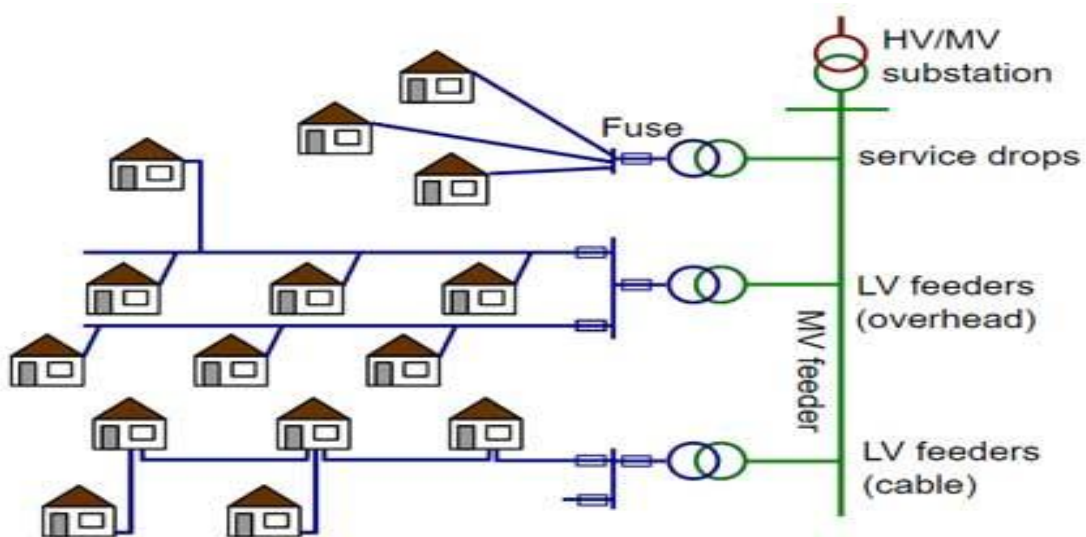 HV/MV
substation
Fuse
service drops
LV feeders
(overhead)
MV feeder
LV feeders
(cable)